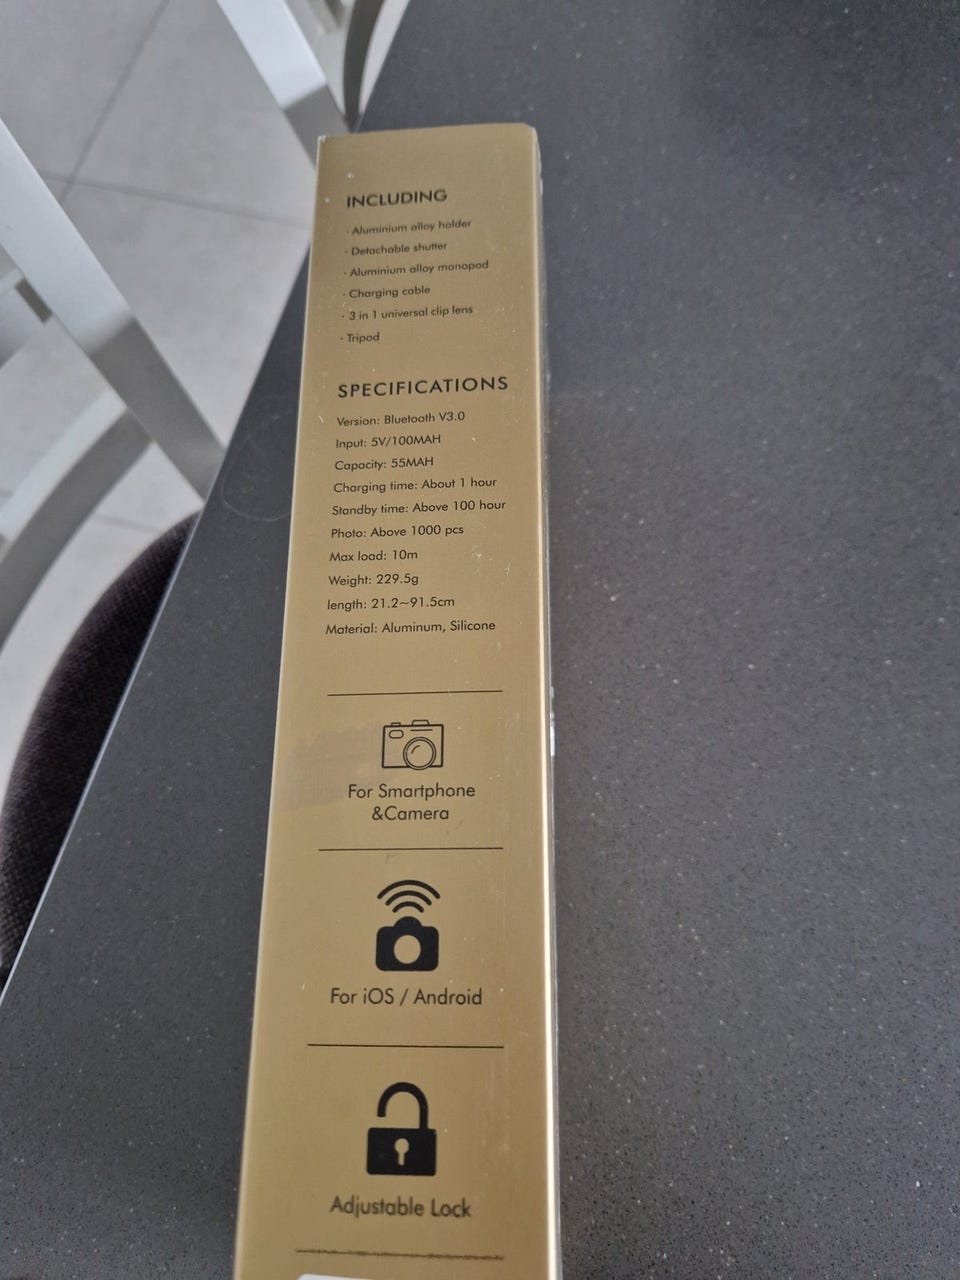 INCLUDING
· Aluminium alloy holder
· Detachable shutter
· Aluminium alloy monopod
· Charging cable
· 3 in 1 universal clip lens
· Tripod
SPECIFICATIONS
Version: Bluetooth V3.0
Input: 5V/100MAH
Capacity: 55MAH
Charging time: About 1 hour
Standby time: Above 100 hour
Photo: Above 1000 pcs
Max load: 10m
Weight: 229.5g
length: 21.2~91.5cm
Material: Aluminum, Silicone
For Smartphone
&Camera
For iOS / Android
Adjustable Lock